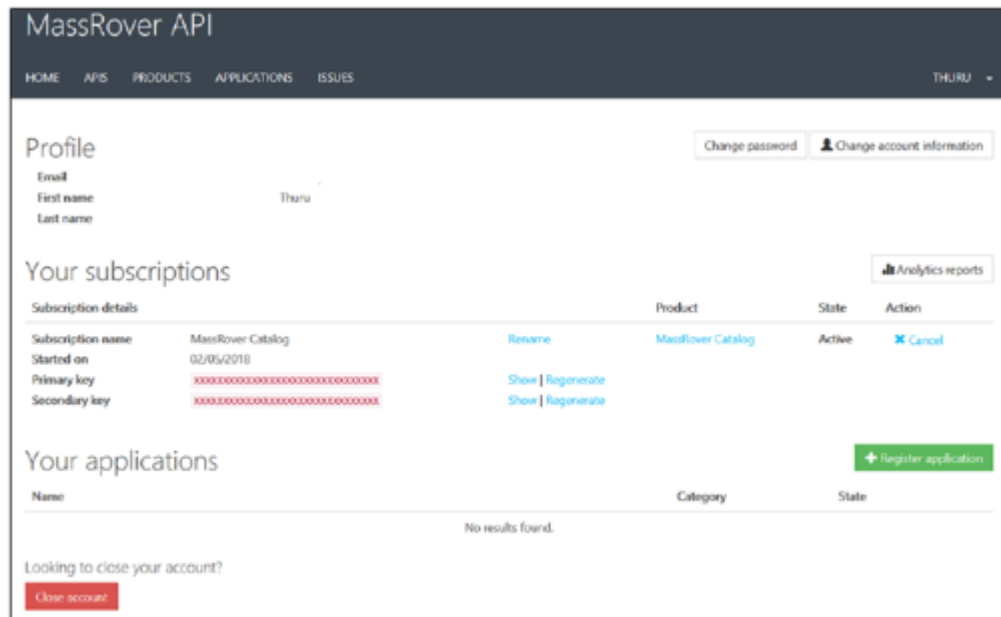 MassRover API
HOME APIS PRODUCTS APPLICATIONS ISSUES THURU
Profile Change password Change account information
Email
First name Thuru
Last name
Your subscriptions Analytics reports
Subscription details Product State Action
Subscription name MassRover Catalog Rename MassRover Catalog Active Cancel
Started on 02/05/2018
Primary key Show | Regenerate
Secondary key Show | Regenerate
Your applications Register application
Name Category State
No results found.
Looking to close your account?
Close account